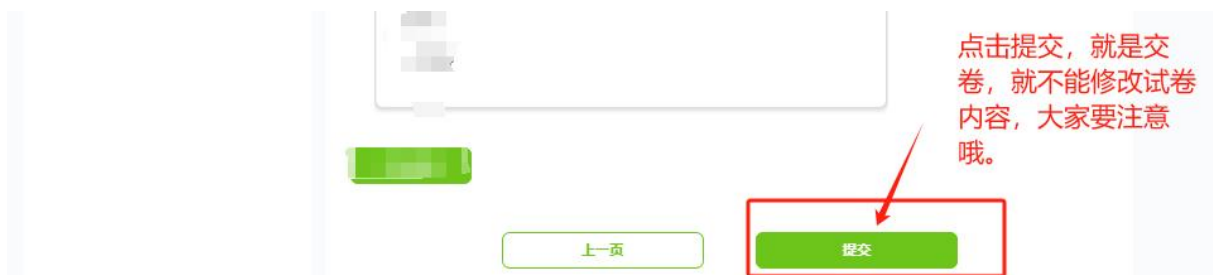 点击提交，就是交
卷，就不能修改试卷
内容，大家要注意
哦。
上一页
提交